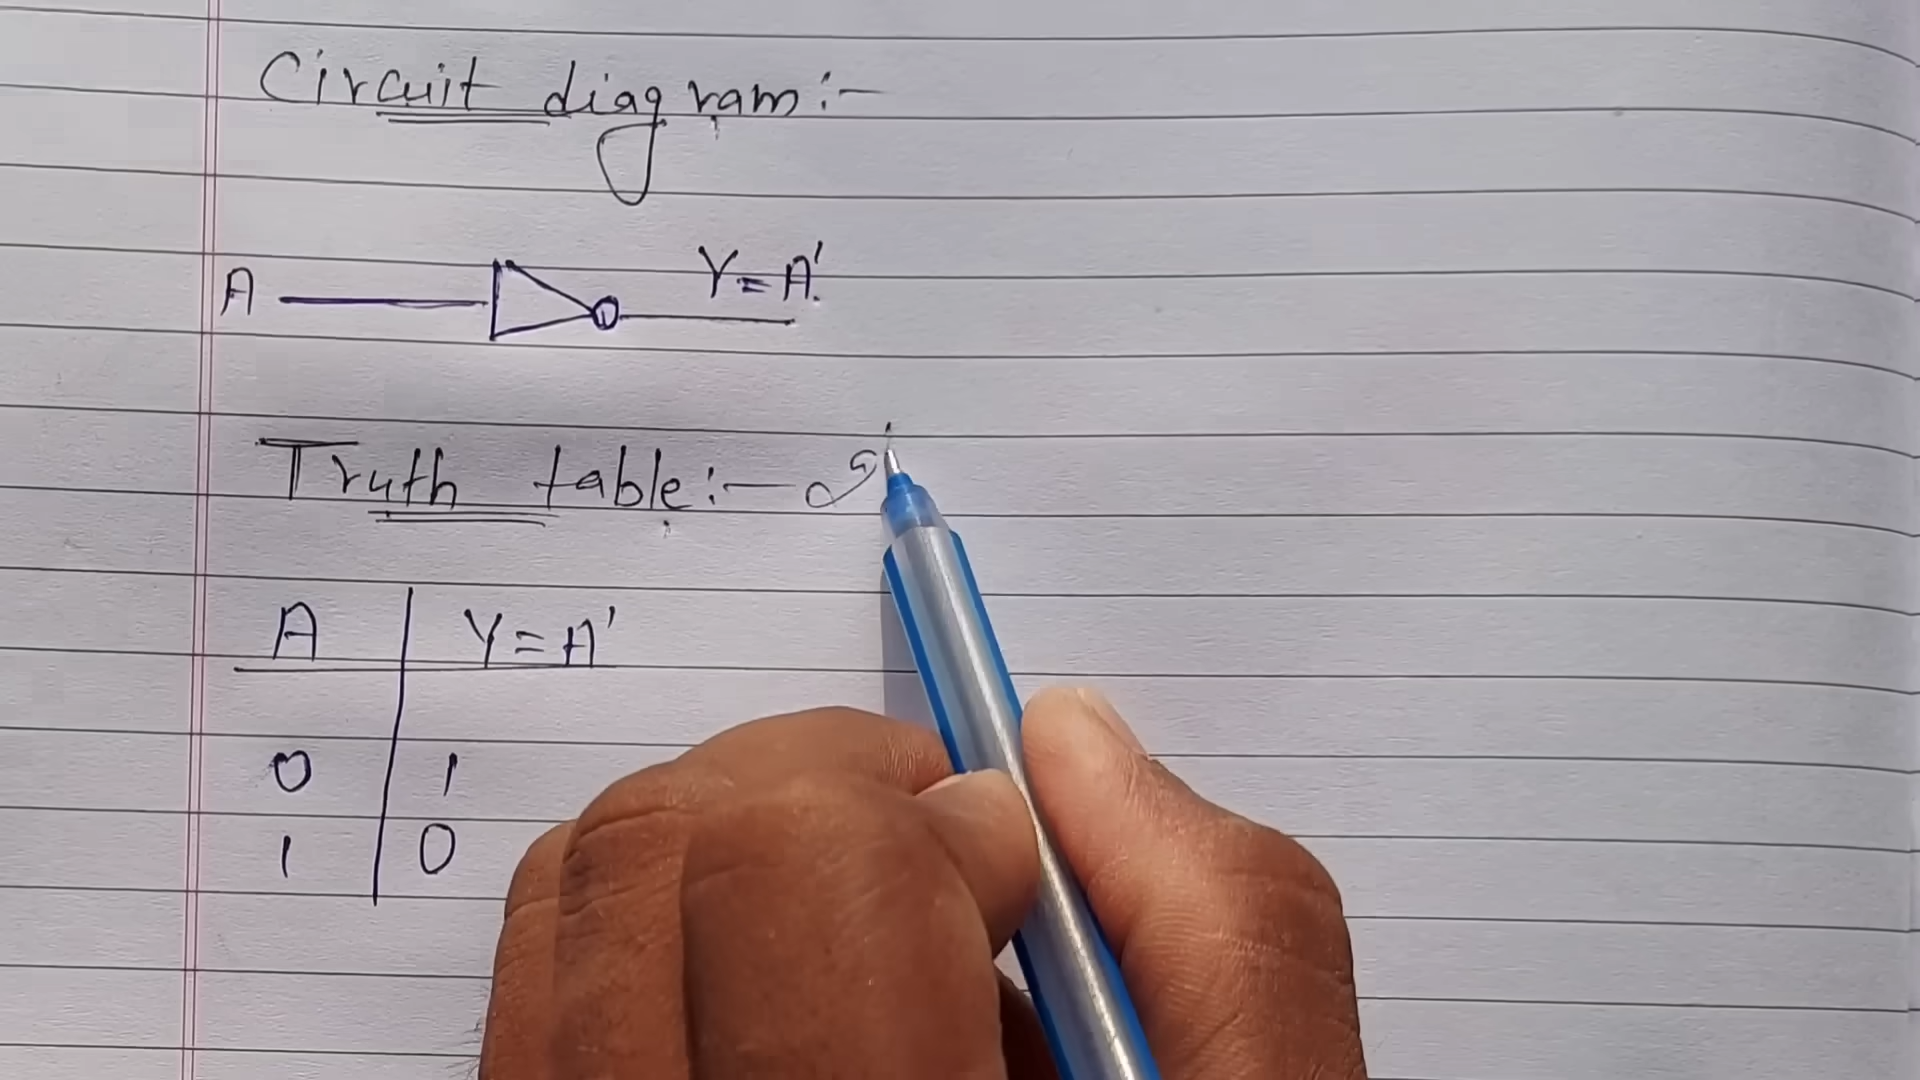 Circuit diagram:-
A
Y=A'
Truth table:-
A Y=A'
0 1
1 0